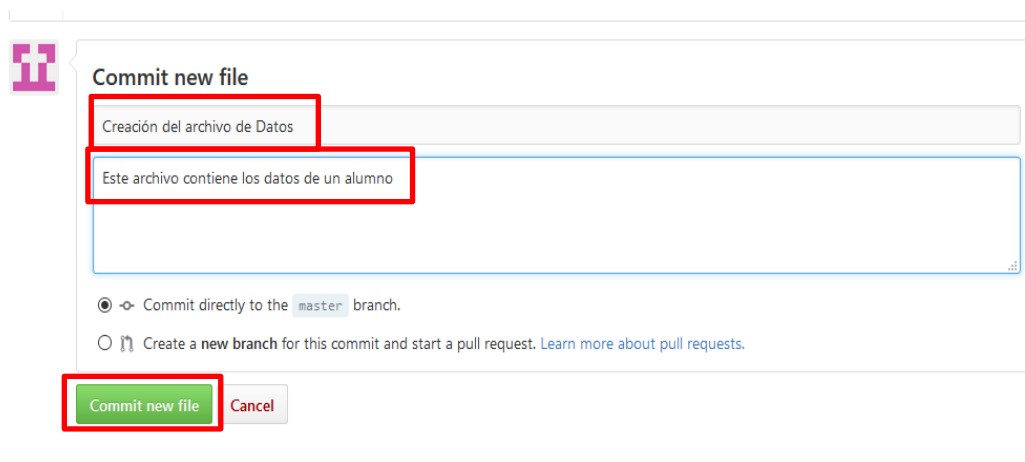 Commit new file
Creación del archivo de Datos
Este archivo contiene los datos de un alumno
Commit directly to the master branch.
Create a new branch for this commit and start a pull request. Learn more about pull requests.
Commit new file Cancel